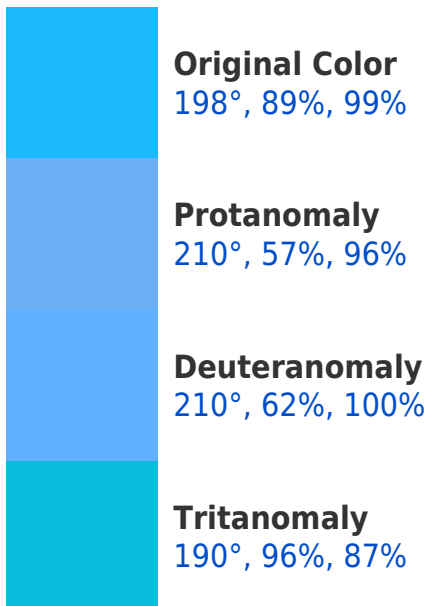 Original Color
198°, 89%, 99%
Protanomaly
210°, 57%, 96%
Deuteranomaly
210°, 62%, 100%
Tritanomaly
190°, 96%, 87%